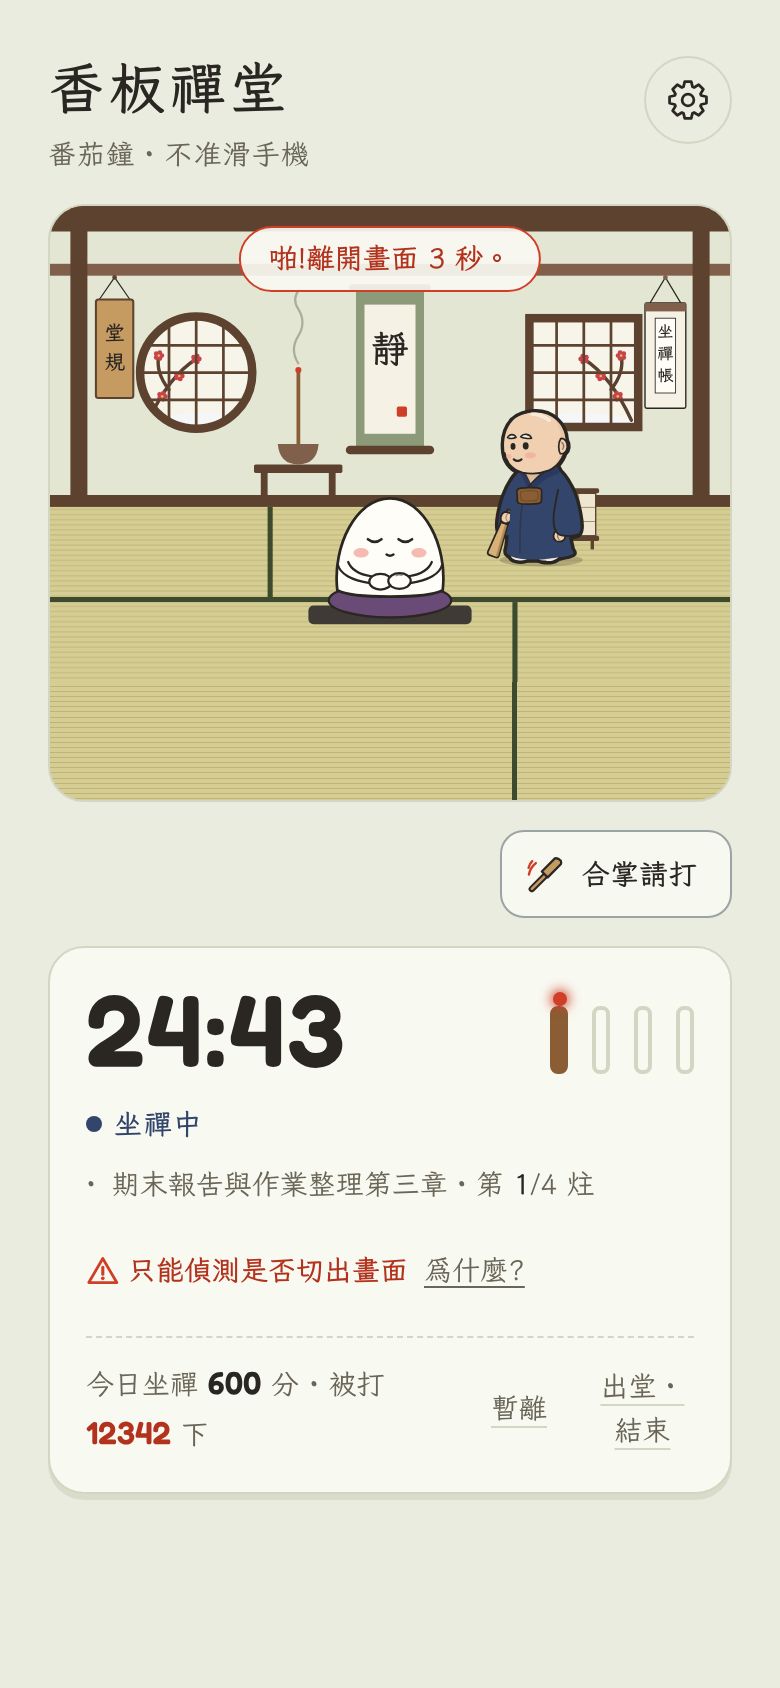 香板禪堂
番茄鐘・不准滑手機
啪!離開畫面 3 秒。
堂規
靜
坐禪帳
合掌請打
24:43
坐禪中
・ 期末報告與作業整理第三章・第 1/4 炷
只能偵測是否切出畫面 為什麼?
今日坐禪 600 分・被打
12342 下
暫離
出堂・
結束